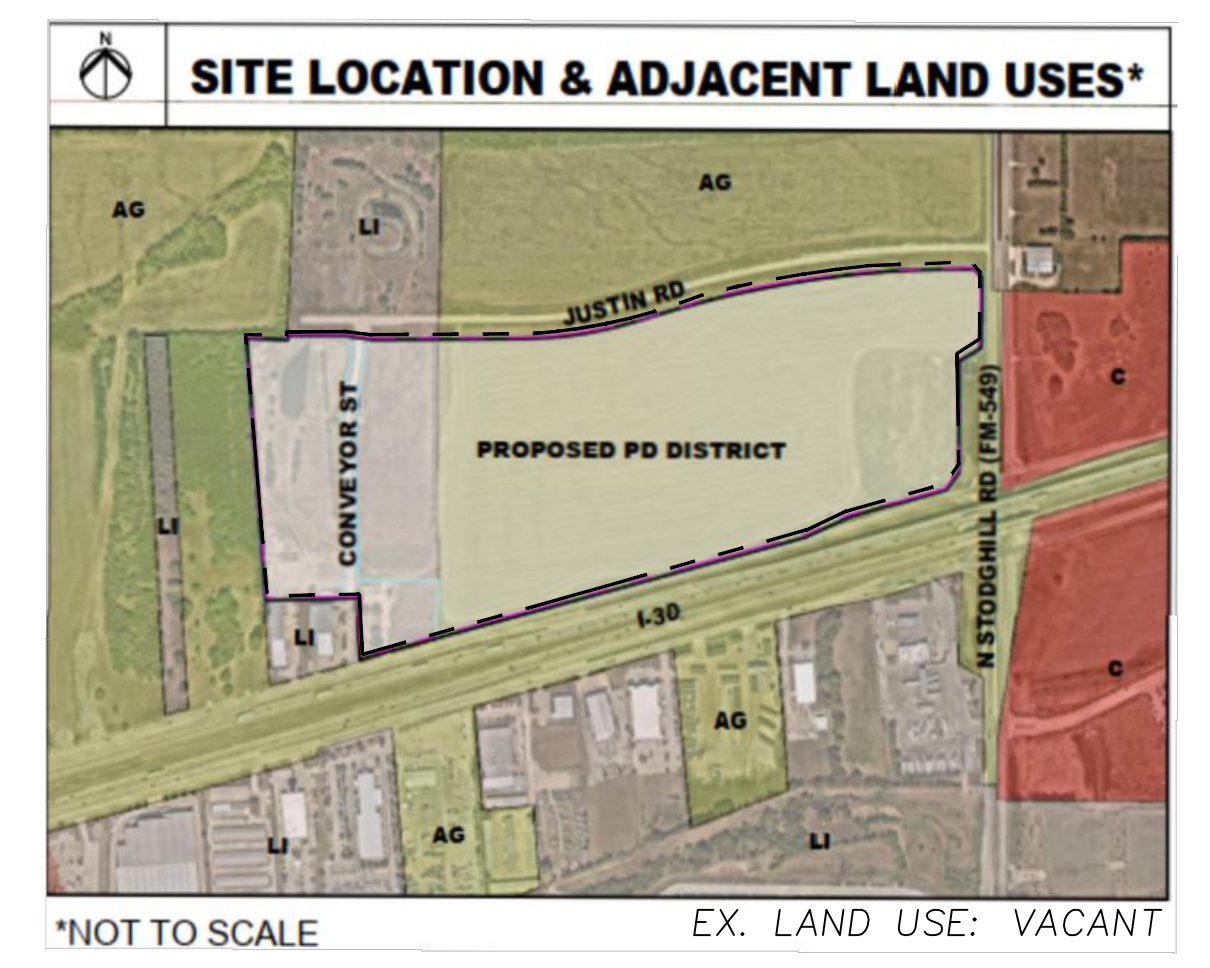 N
SITE LOCATION & ADJACENT LAND USES*
AG
AG
LI
JUSTIN RD
C
CONVEYOR ST
PROPOSED PD DISTRICT
N STODGHILL RD (FM-549)
LI
I-30
LI
C
AG
AG
LI
LI
*NOT TO SCALE
EX. LAND USE: VACANT